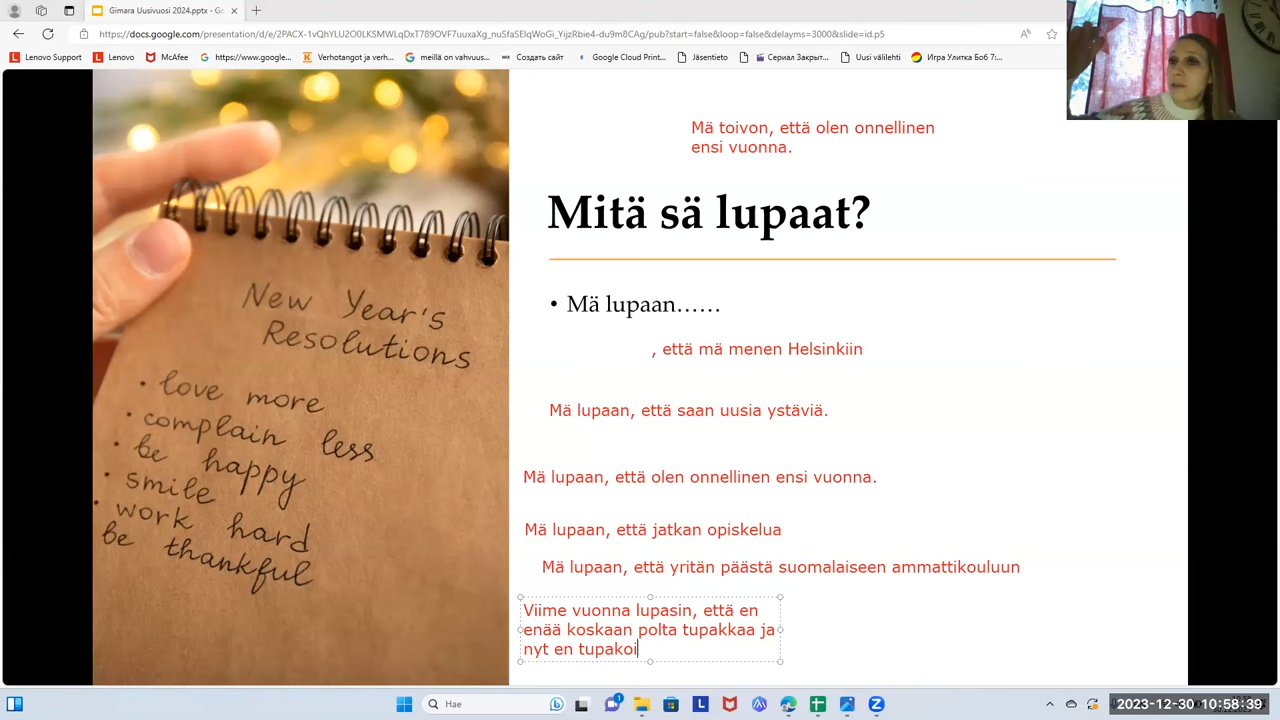 Gimara Uusivuosi 2024.pptx - Go
https://docs.google.com/presentation/d/e/2PACX-1vQhYLU2O0LKSMWLqDxT789OVF7uuxaXg_nuSfaSEIqWoGi_YijzRbie4-du9m8CAg/pub?start=false&loop=false&delayms=3000&slide=id.p5
Lenovo Support
Lenovo
McAfee
https://www.google...
Verhotangot ja verh...
meillä on vahvuus...
Создать сайт
Google Cloud Print...
Jäsentieto
Сериал Закрыт...
Uusi välilehti
Игра Улитка Боб 7:...
New Year's
Resolutions
• love more
• complain less
• be happy
• smile
• work hard
be thankful
Mä toivon, että olen onnellinen
ensi vuonna.
Mitä sä lupaat?
• Mä lupaan……
, että mä menen Helsinkiin
Mä lupaan, että saan uusia ystäviä.
Mä lupaan, että olen onnellinen ensi vuonna.
Mä lupaan, että jatkan opiskelua
Mä lupaan, että yritän päästä suomalaiseen ammattikouluun
Viime vuonna lupasin, että en
enää koskaan polta tupakkaa ja
nyt en tupakoi
Hae
2023-12-30 10:58:39